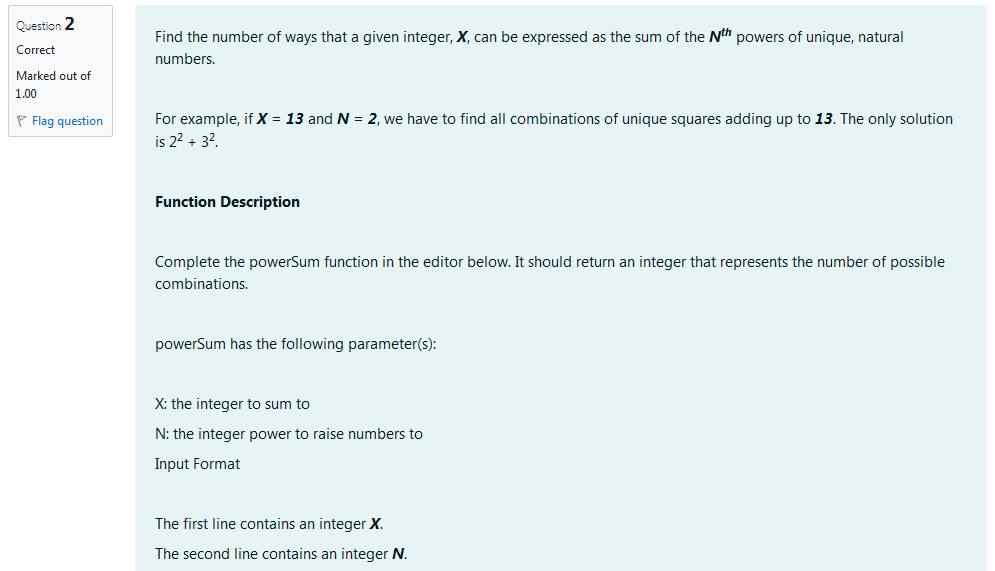 Question 2
Correct
Marked out of
1.00
Flag question
Find the number of ways that a given integer, X, can be expressed as the sum of the Nth powers of unique, natural
numbers.
For example, if X = 13 and N = 2, we have to find all combinations of unique squares adding up to 13. The only solution
is 2² + 3².
Function Description
Complete the powerSum function in the editor below. It should return an integer that represents the number of possible
combinations.
powerSum has the following parameter(s):
X: the integer to sum to
N: the integer power to raise numbers to
Input Format
The first line contains an integer X.
The second line contains an integer N.